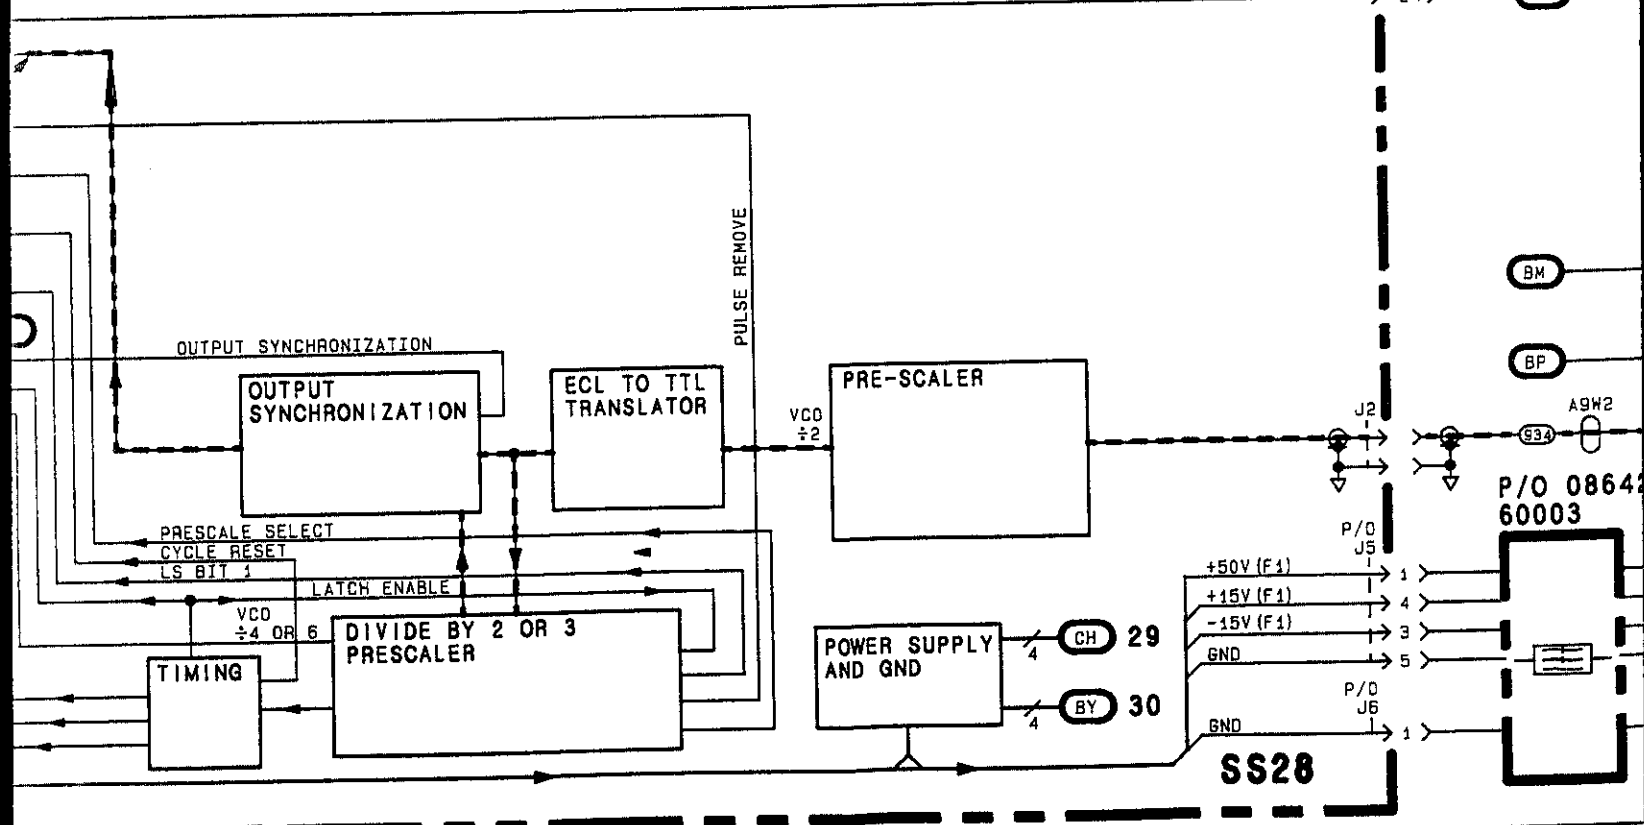 PULSE REMOVE
BM
BP
OUTPUT SYNCHRONIZATION
OUTPUT
SYNCHRONIZATION
ECL TO TTL
TRANSLATOR
VCO
÷2
PRE-SCALER
J2
934
A9W2
P/O 08642
60003
PRESCALE SELECT
CYCLE RESET
LS BIT 1
LATCH ENABLE
VCO
÷4 OR 6
TIMING
DIVIDE BY 2 OR 3
PRESCALER
POWER SUPPLY
AND GND
4
CH
29
4
BY
30
P/O
J5
+50V(F1)
1
+15V(F1)
4
-15V(F1)
3
GND
5
P/O
J6
GND
1
SS28